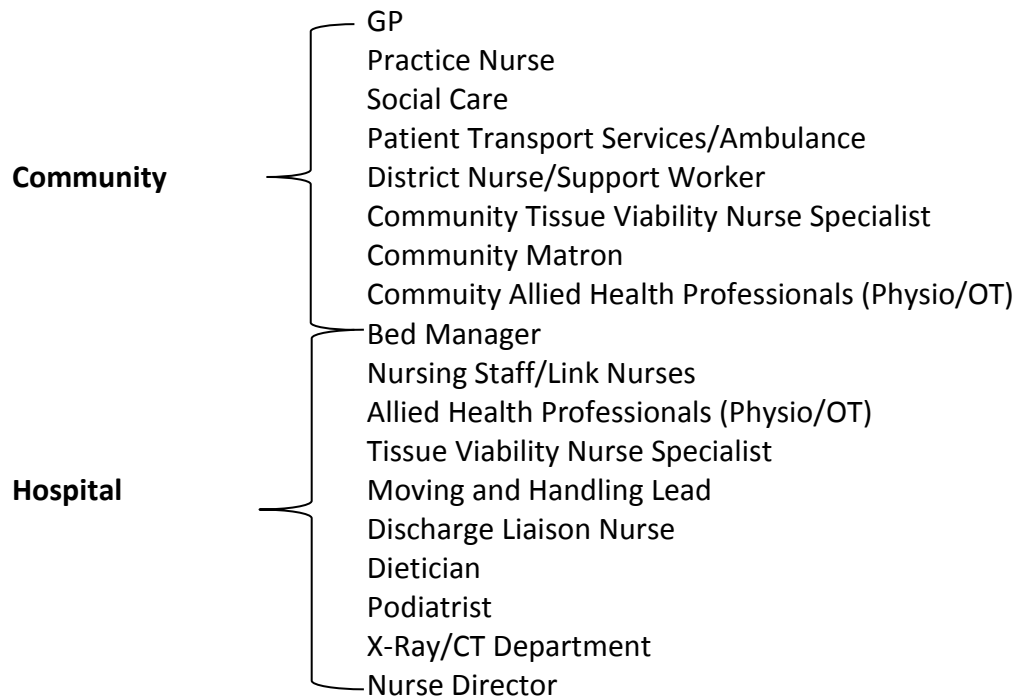 GP
Practice Nurse
Social Care
Patient Transport Services/Ambulance
Community
District Nurse/Support Worker
Community Tissue Viability Nurse Specialist
Community Matron
Commuity Allied Health Professionals (Physio/OT)
Bed Manager
Nursing Staff/Link Nurses
Allied Health Professionals (Physio/OT)
Tissue Viability Nurse Specialist
Hospital
Moving and Handling Lead
Discharge Liaison Nurse
Dietician
Podiatrist
X-Ray/CT Department
Nurse Director